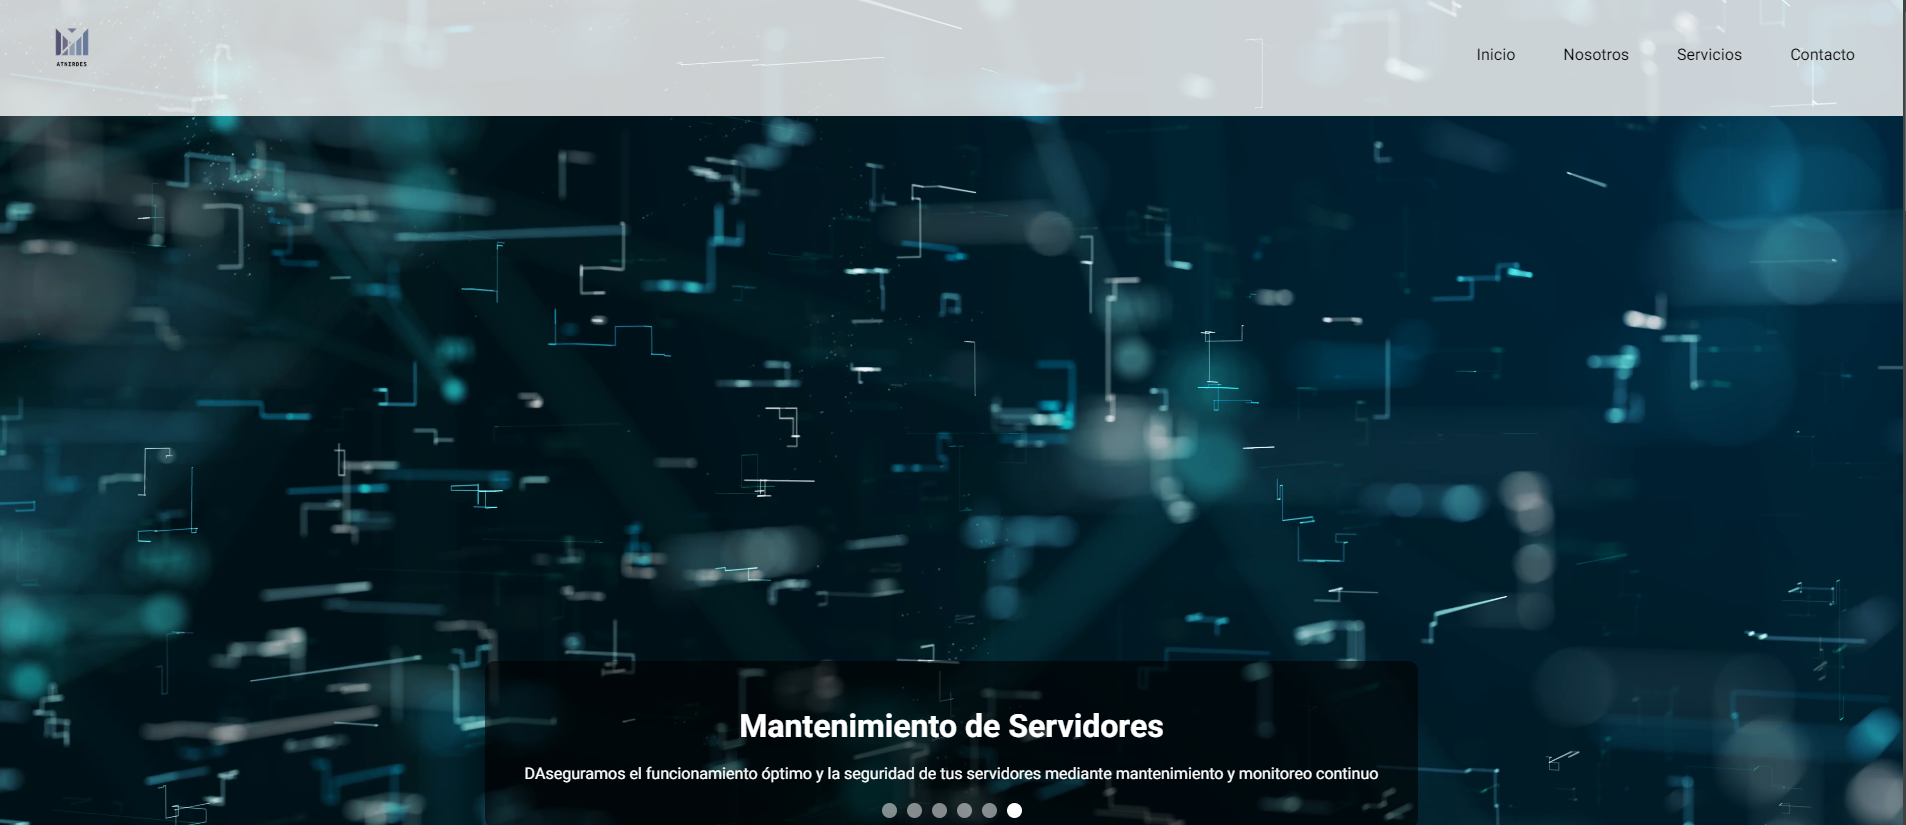 ATNIRDES
Inicio Nosotros Servicios Contacto
Mantenimiento de Servidores
DAseguramos el funcionamiento óptimo y la seguridad de tus servidores mediante mantenimiento y monitoreo continuo